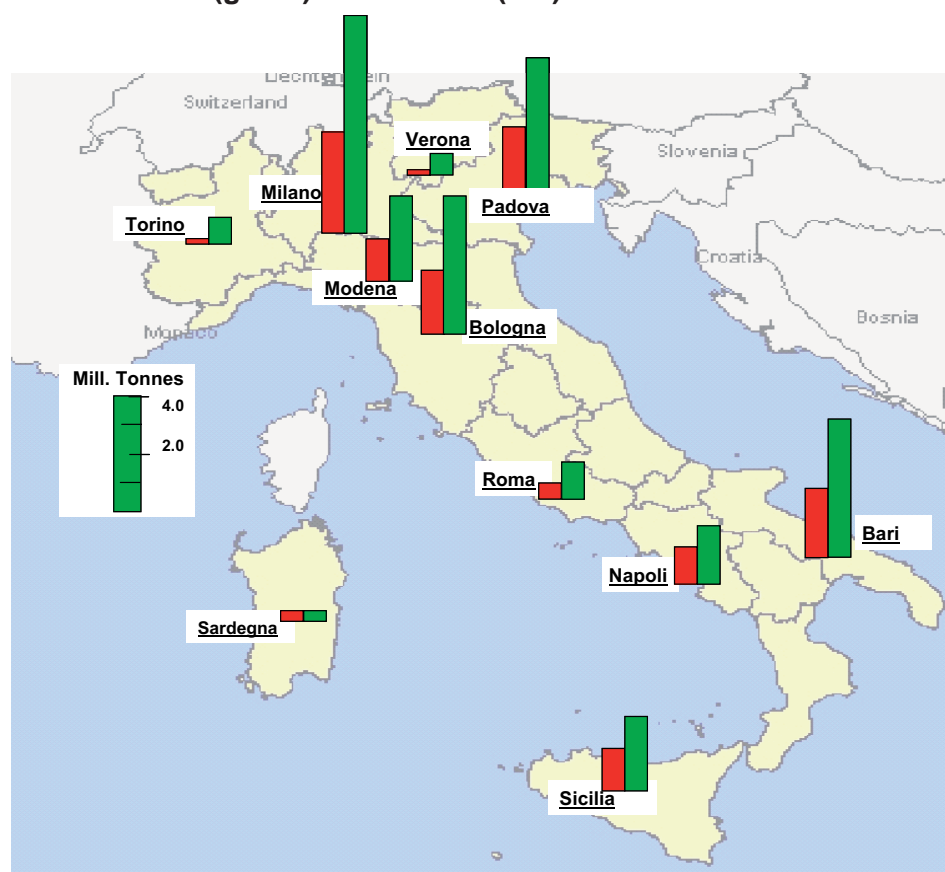 Liechtenstein
Switzerland
Verona
Slovenia
Milano
Padova
Torino
Croatia
Modena
Bosnia
Bologna
Monaco
Mill. Tonnes
4.0
2.0
Roma
Bari
Napoli
Sardegna
Sicilia